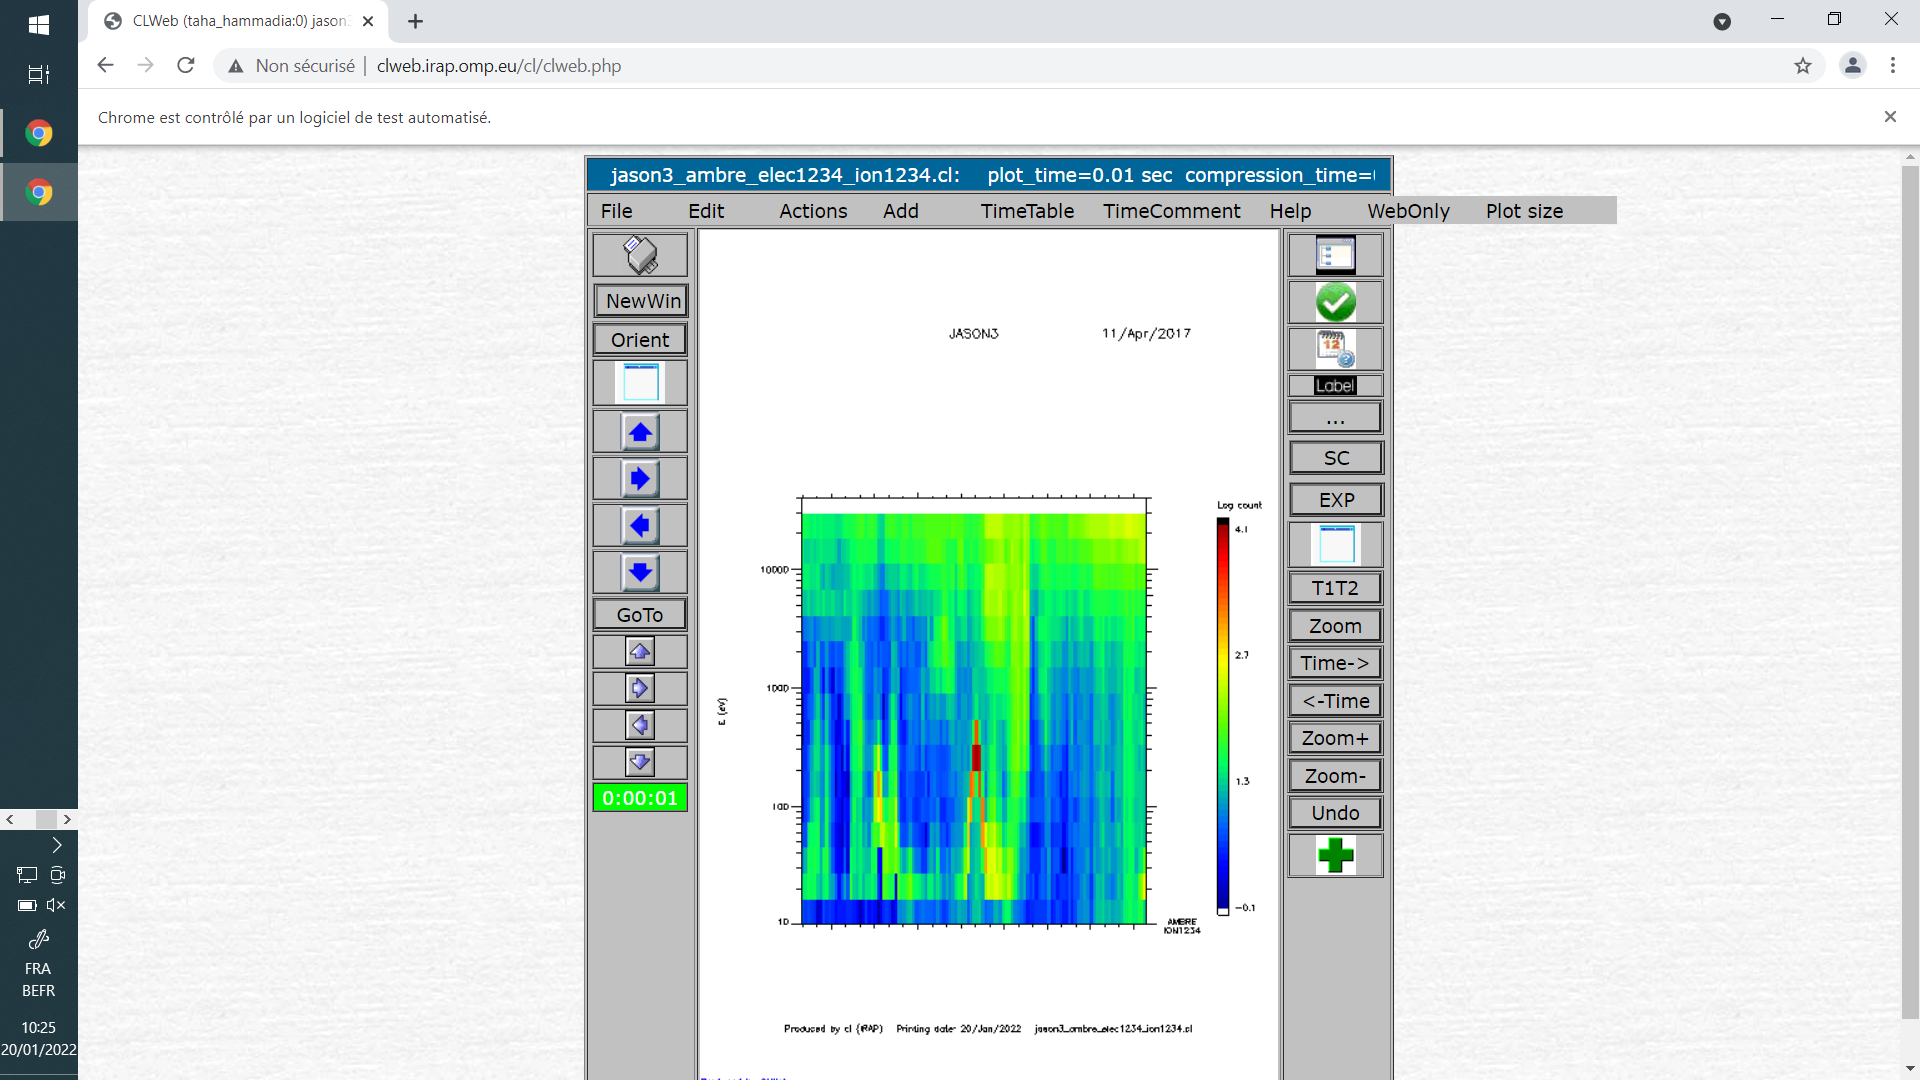 CLWeb (taha_hammadia:0) jason
Non sécurisé | clweb.irap.omp.eu/cl/clweb.php
Chrome est contrôlé par un logiciel de test automatisé.
jason3_ambre_elec1234_ion1234.cl: plot_time=0.01 sec compression_time=
File Edit Actions Add TimeTable TimeComment Help WebOnly Plot size
NewWin
Orient
GoTo
0:00:01
JASON3 11/Apr/2017
Log count
4.1
2.7
1.3
-0.1
10000
1000
100
10
E (eV)
AMBRE
ION1234
Produced by cl (IRAP) Printing date: 20/Jan/2022 jason3_ambre_elec1234_ion1234.cl
Label
...
SC
EXP
T1T2
Zoom
Time->
<-Time
Zoom+
Zoom-
Undo
FRA
BEFR
10:25
20/01/2022